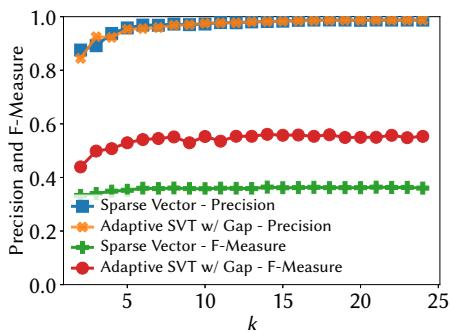 1.0
0.8
0.6
0.4
0.2
0.0
Precision and F-Measure
Sparse Vector - Precision
Adaptive SVT w/ Gap - Precision
Sparse Vector - F-Measure
Adaptive SVT w/ Gap - F-Measure
5 10 15 20 25
k